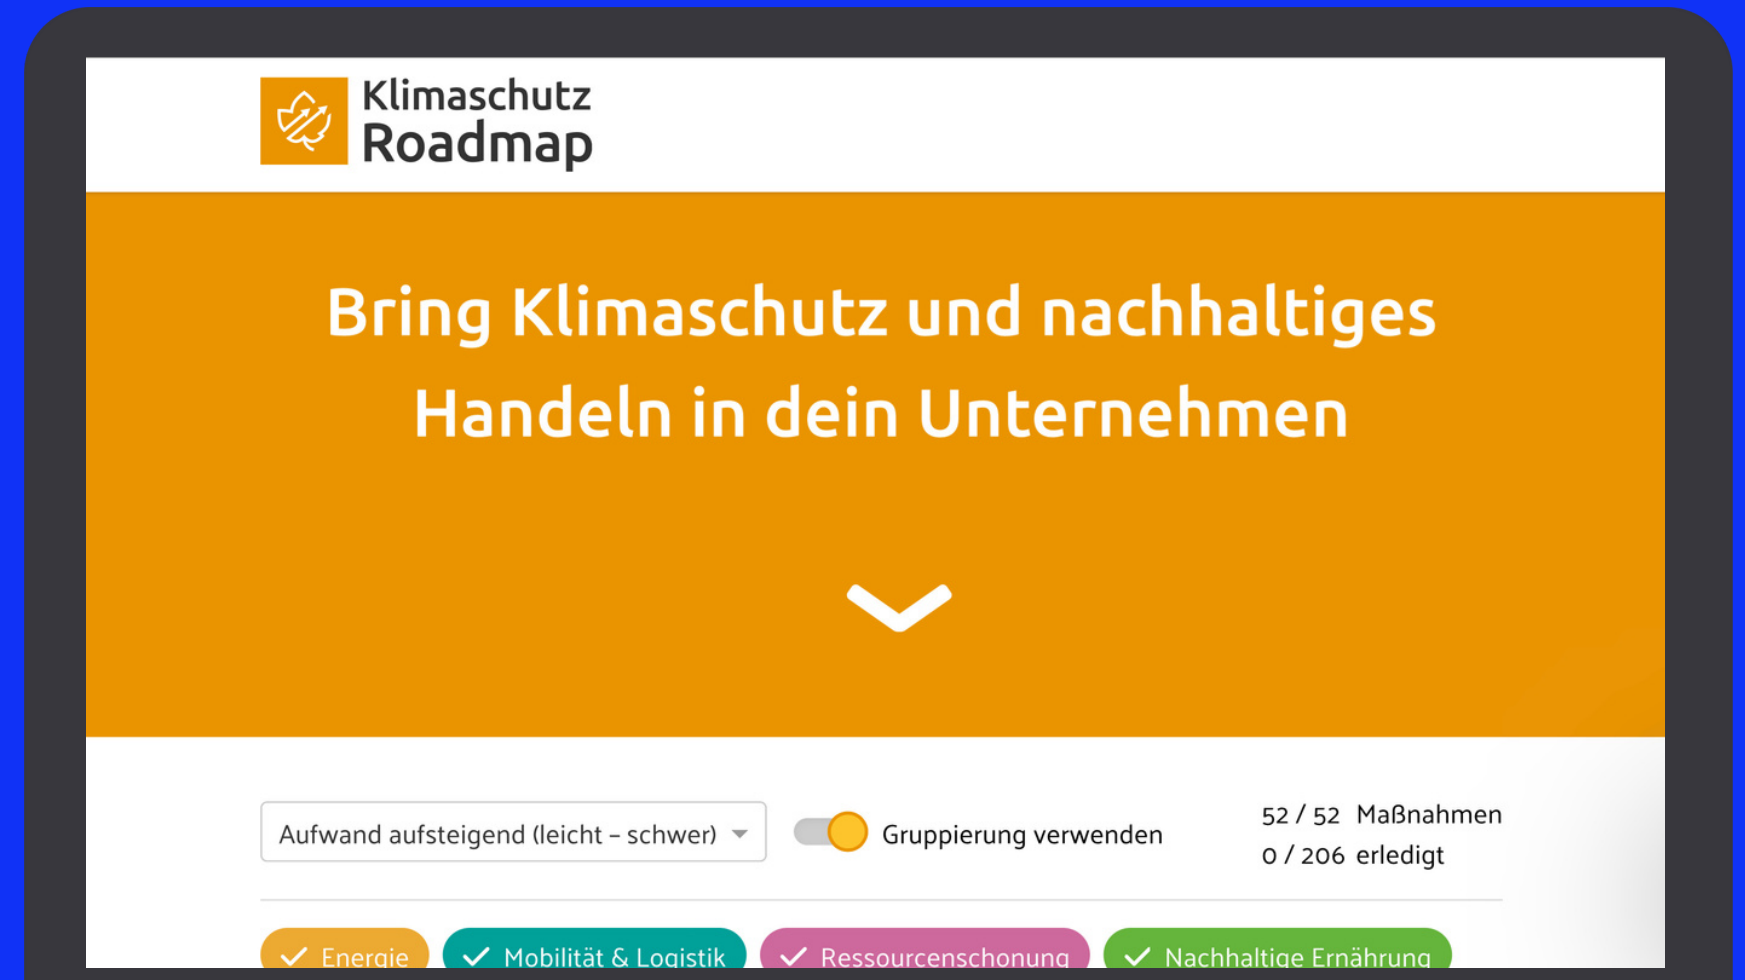 Klimaschutz
Roadmap
Bring Klimaschutz und nachhaltiges
Handeln in dein Unternehmen
Aufwand aufsteigend (leicht – schwer)
Gruppierung verwenden
52 / 52 Maßnahmen
0 / 206 erledigt
Energie
Mobilität & Logistik
Ressourcenschonung
Nachhaltige Ernährung